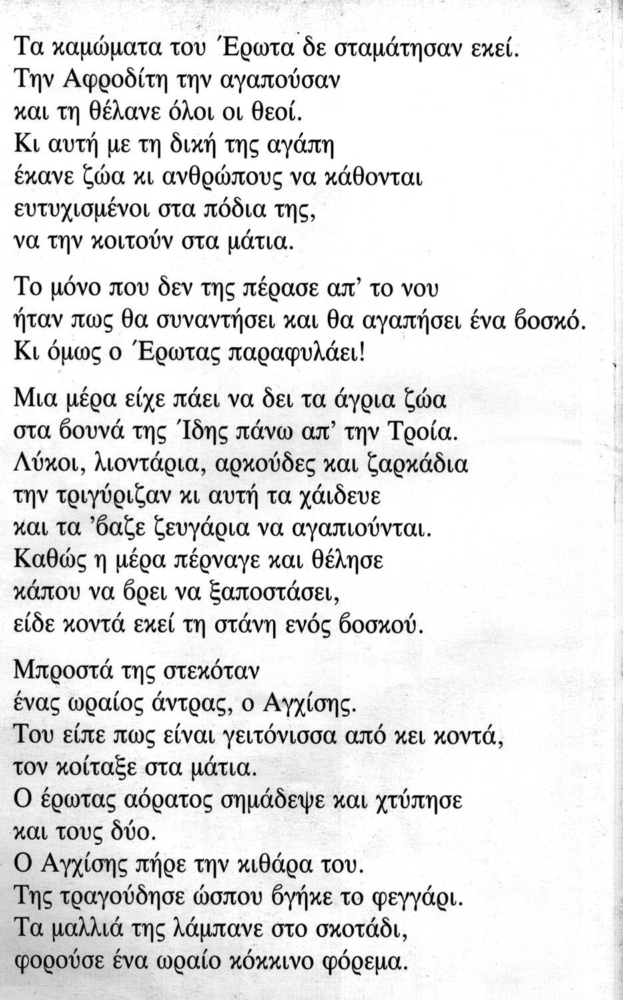 Τα καμώματα του Έρωτα δε σταμάτησαν εκεί.
Την Αφροδίτη την αγαπούσαν
και τη θέλανε όλοι οι θεοί.
Κι αυτή με τη δική της αγάπη
έκανε ζώα κι ανθρώπους να κάθονται
ευτυχισμένοι στα πόδια της,
να την κοιτούν στα μάτια.
Το μόνο που δεν της πέρασε απ’ το νου
ήταν πως θα συναντήσει και θα αγαπήσει ένα βοσκό.
Κι όμως ο Έρωτας παραφυλάει!
Μια μέρα είχε πάει να δει τα άγρια ζώα
στα βουνά της Ίδης πάνω απ’ την Τροία.
Λύκοι, λιοντάρια, αρκούδες και ζαρκάδια
την τριγύριζαν κι αυτή τα χάιδευε
και τα ’βαζε ζευγάρια να αγαπιούνται.
Καθώς η μέρα πέρναγε και θέλησε
κάπου να βρει να ξαποστάσει,
είδε κοντά εκεί τη στάνη ενός βοσκού.
Μπροστά της στεκόταν
ένας ωραίος άντρας, ο Αγχίσης.
Του είπε πως είναι γειτόνισσα από κει κοντά,
τον κοίταξε στα μάτια.
Ο έρωτας αόρατος σημάδεψε και χτύπησε
και τους δύο.
Ο Αγχίσης πήρε την κιθάρα του.
Της τραγούδησε ώσπου βγήκε το φεγγάρι.
Τα μαλλιά της λάμπανε στο σκοτάδι,
φορούσε ένα ωραίο κόκκινο φόρεμα.